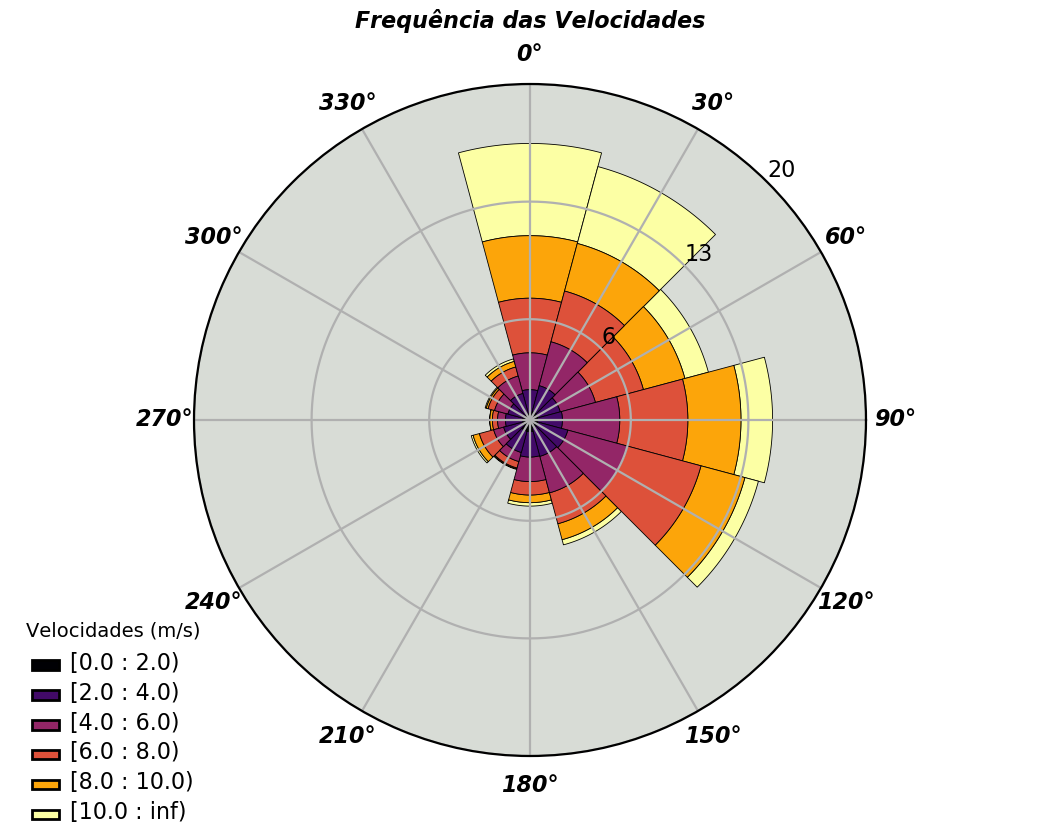 Frequência das Velocidades
0°
330°
30°
20
300°
60°
13
6
270°
90°
240°
120°
210°
150°
180°
Velocidades (m/s)
[0.0 : 2.0)
[2.0 : 4.0)
[4.0 : 6.0)
[6.0 : 8.0)
[8.0 : 10.0)
[10.0 : inf)